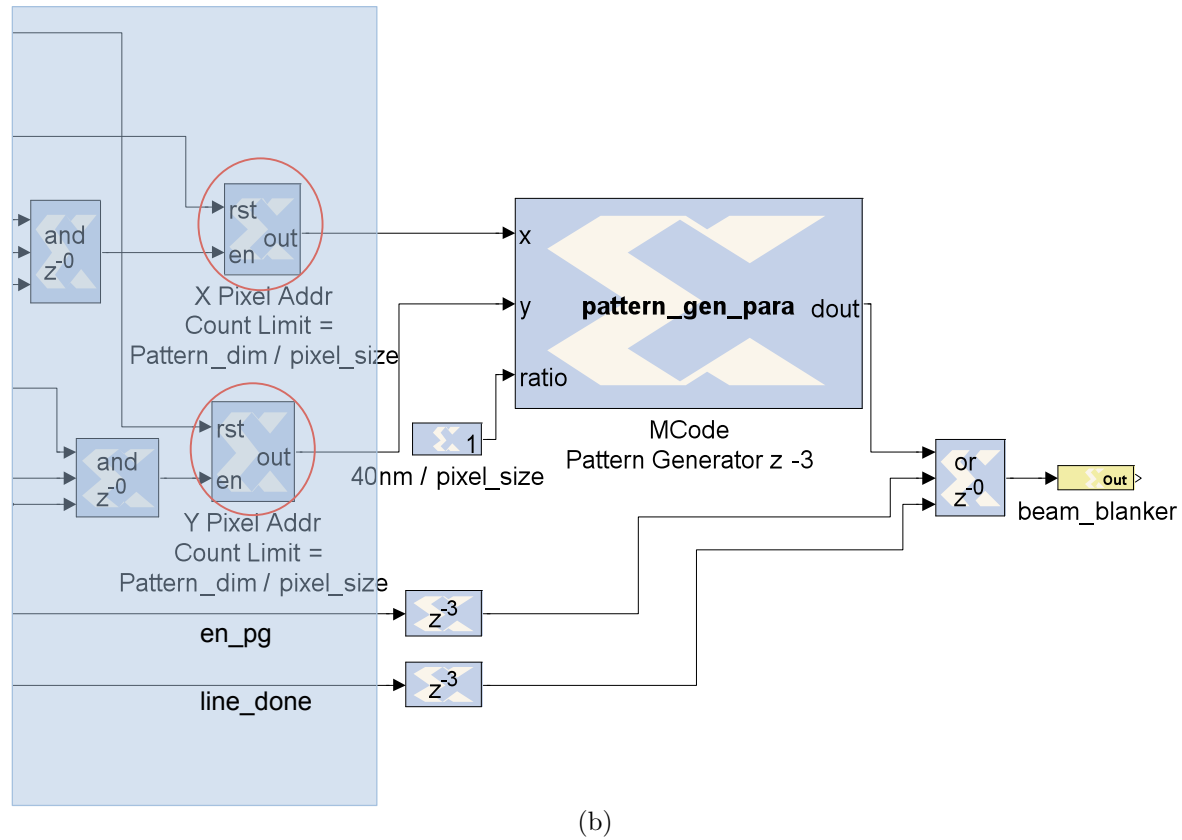 rst
out
en
and
z-0
X Pixel Addr
Count Limit =
Pattern_dim / pixel_size
x
y
ratio
pattern_gen_para
dout
MCode
Pattern Generator z -3
1
40nm / pixel_size
rst
out
en
and
z-0
Y Pixel Addr
Count Limit =
Pattern_dim / pixel_size
or
z-0
Out
beam_blanker
z-3
en_pg
z-3
line_done
(b)